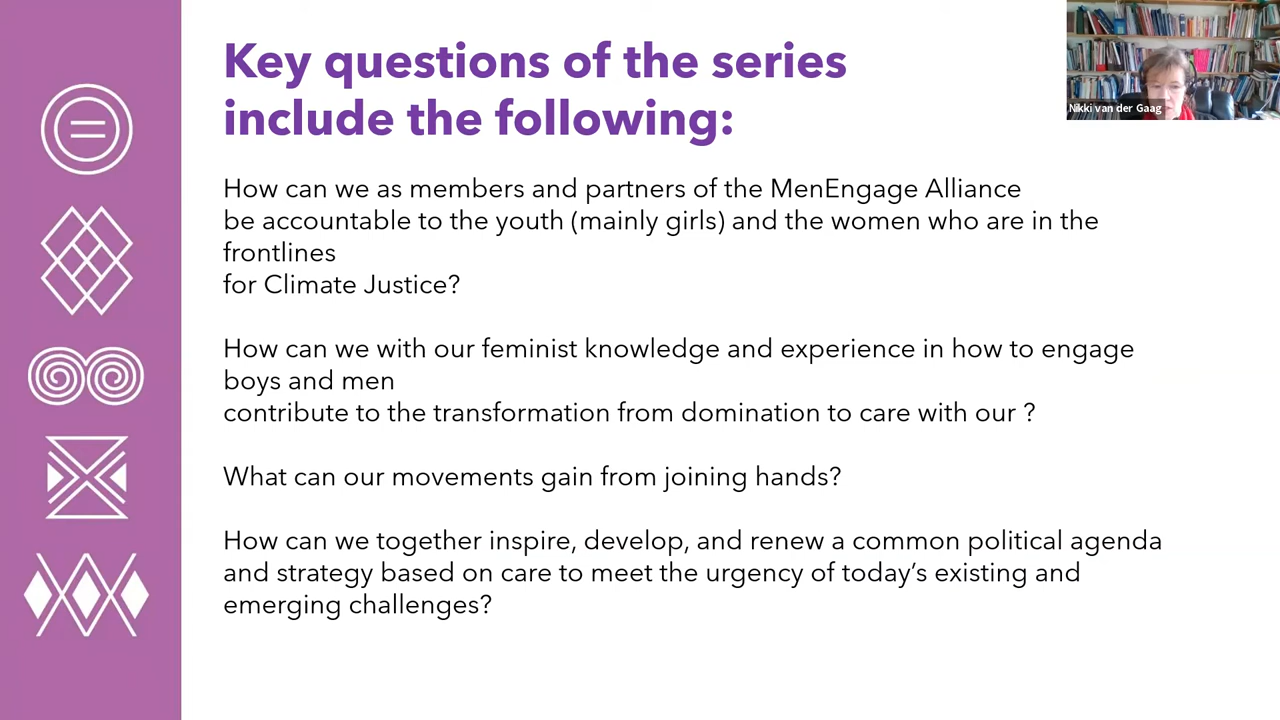 Key questions of the series
include the following:
Nikki van der Gaag
How can we as members and partners of the MenEngage Alliance
be accountable to the youth (mainly girls) and the women who are in the
frontlines
for Climate Justice?
How can we with our feminist knowledge and experience in how to engage
boys and men
contribute to the transformation from domination to care with our ?
What can our movements gain from joining hands?
How can we together inspire, develop, and renew a common political agenda
and strategy based on care to meet the urgency of today’s existing and
emerging challenges?